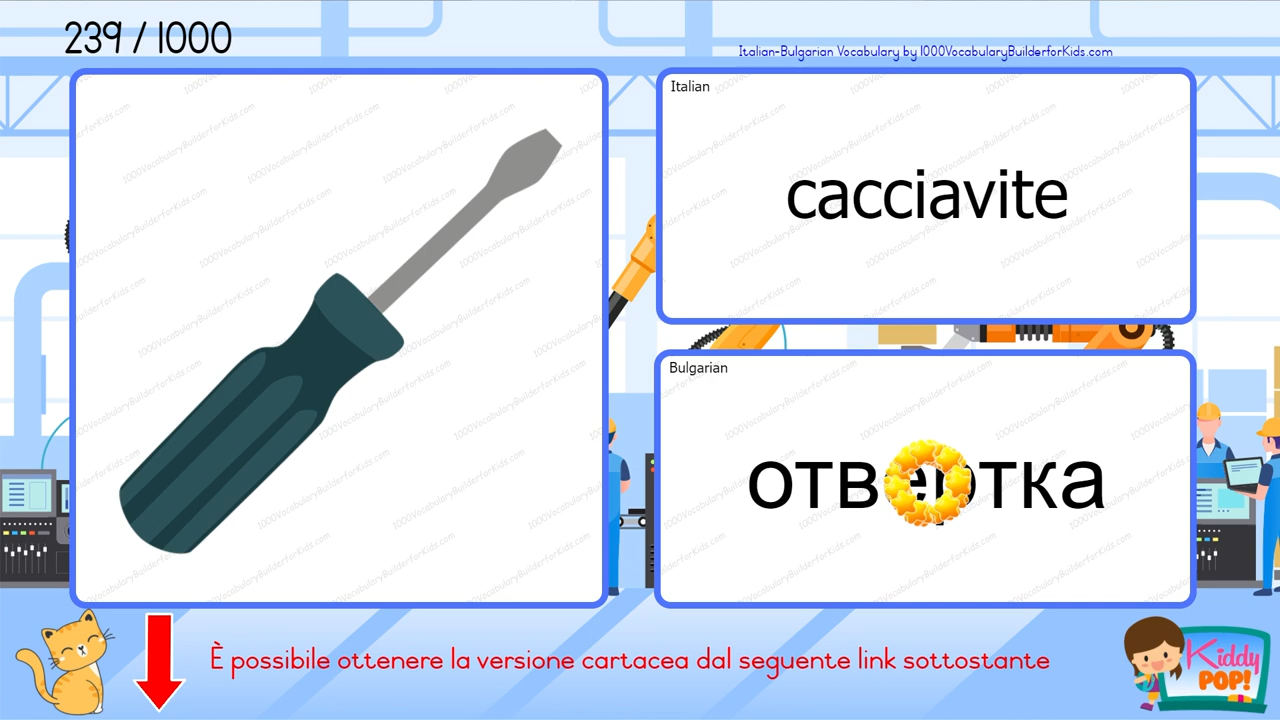 239 / 1000
Italian-Bulgarian Vocabulary by 1000VocabularyBuilderforKids.com
Italian
cacciavite
Bulgarian
отвертка
È possibile ottenere la versione cartacea dal seguente link sottostante
Kiddy
POP!